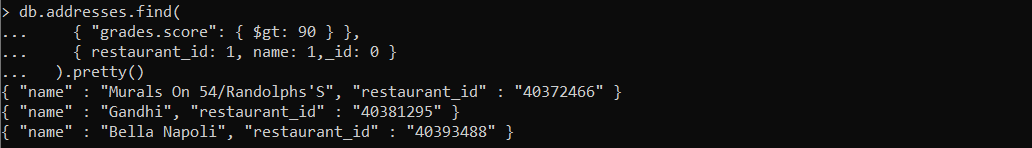 > db.addresses.find(
...     { "grades.score": { $gt: 90 } },
...     { restaurant_id: 1, name: 1,_id: 0 }
...   ).pretty()
{ "name" : "Murals On 54/Randolphs'S", "restaurant_id" : "40372466" }
{ "name" : "Gandhi", "restaurant_id" : "40381295" }
{ "name" : "Bella Napoli", "restaurant_id" : "40393488" }